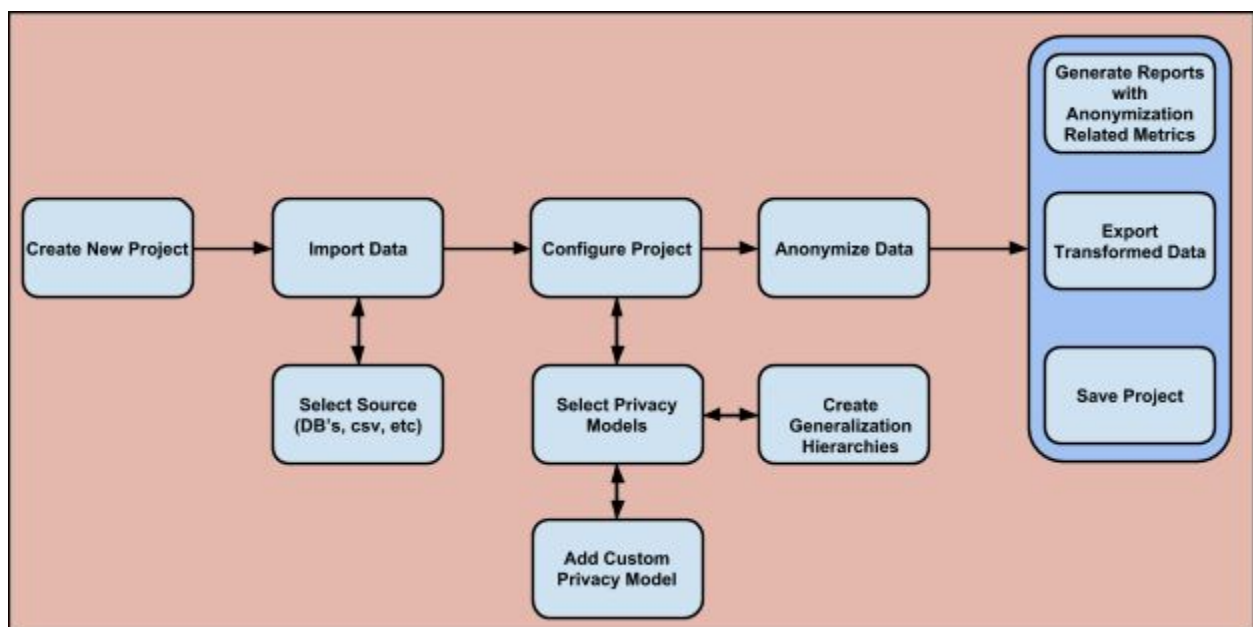 Create New Project
Import Data
Configure Project
Anonymize Data
Generate Reports
with
Anonymization
Related Metrics
Export
Transformed Data
Save Project
Select Source
(DB's, csv, etc)
Select Privacy
Models
Create
Generalization
Hierarchies
Add Custom
Privacy Model